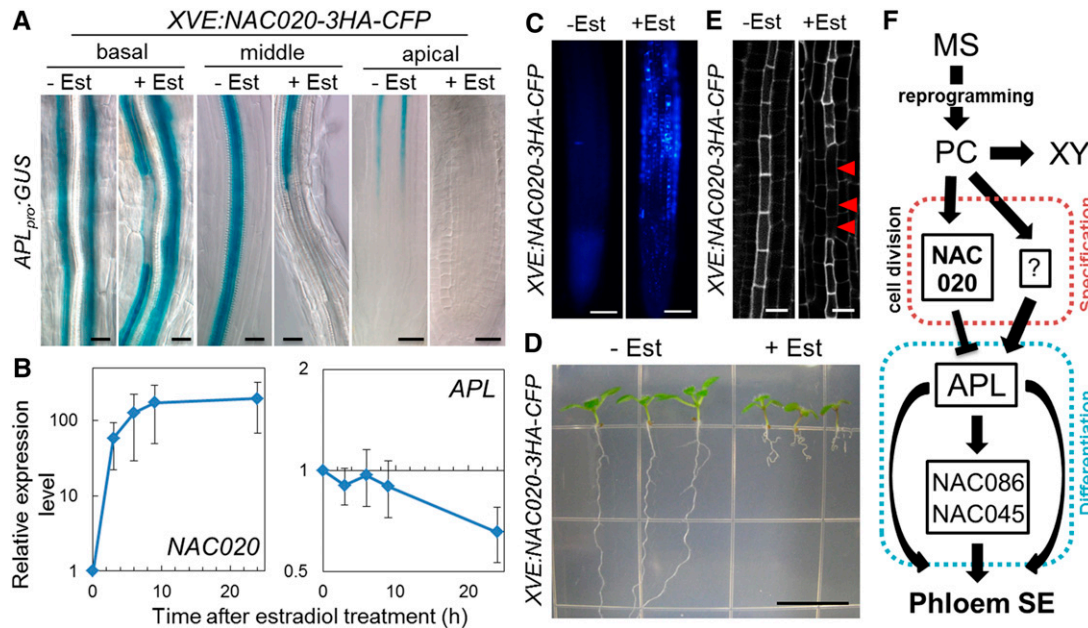 A
XVE:NAC020-3HA-CFP
basal middle apical
- Est + Est - Est + Est - Est + Est
APLpro:GUS
B
Relative expression level
100
10
1
0 10 20
NAC020
2
1
0.5
0 10 20
APL
Time after estradiol treatment (h)
C
-Est +Est
XVE:NAC020-3HA-CFP
E
-Est +Est
XVE:NAC020-3HA-CFP
D
- Est + Est
XVE:NAC020-3HA-CFP
F
MS
reprogramming
PC XY
cell division
NAC
020
?
Specification
APL
NAC086
NAC045
Differentiation
Phloem SE